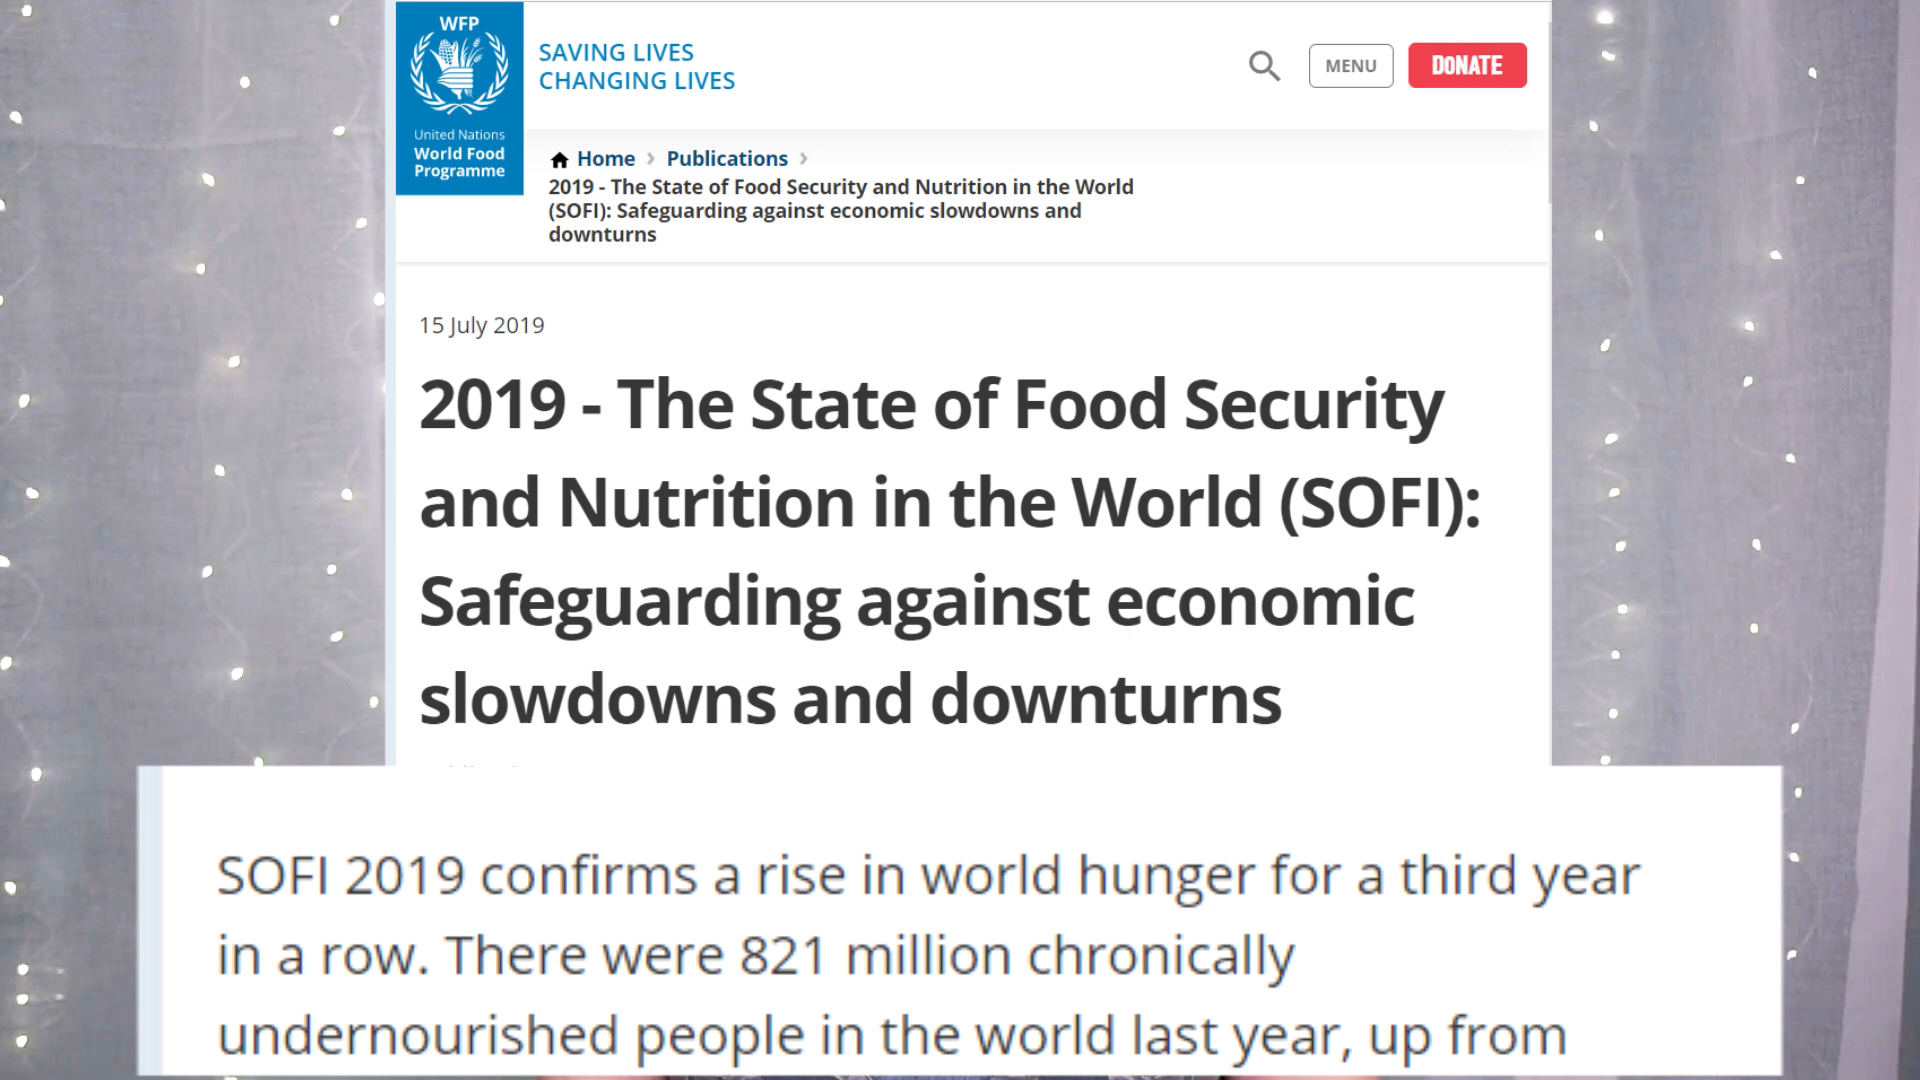 WFP
United Nations
World Food
Programme
SAVING LIVES
CHANGING LIVES
MENU
DONATE
Home › Publications ›
2019 - The State of Food Security and Nutrition in the World
(SOFI): Safeguarding against economic slowdowns and
downturns
15 July 2019
2019 - The State of Food Security
and Nutrition in the World (SOFI):
Safeguarding against economic
slowdowns and downturns
SOFI 2019 confirms a rise in world hunger for a third year
in a row. There were 821 million chronically
undernourished people in the world last year, up from